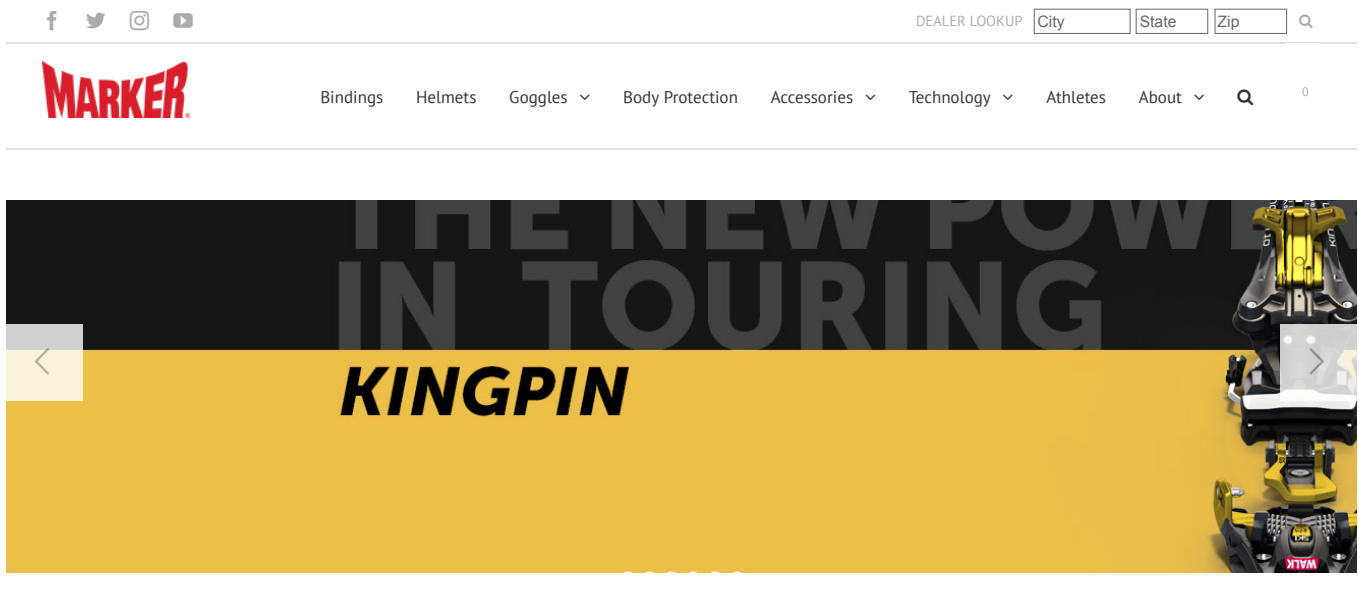 DEALER LOOKUP City State Zip
MARKER
Bindings Helmets Goggles Body Protection Accessories Technology Athletes About 0
THE NEW POWER
IN TOURING
KINGPIN
WALK